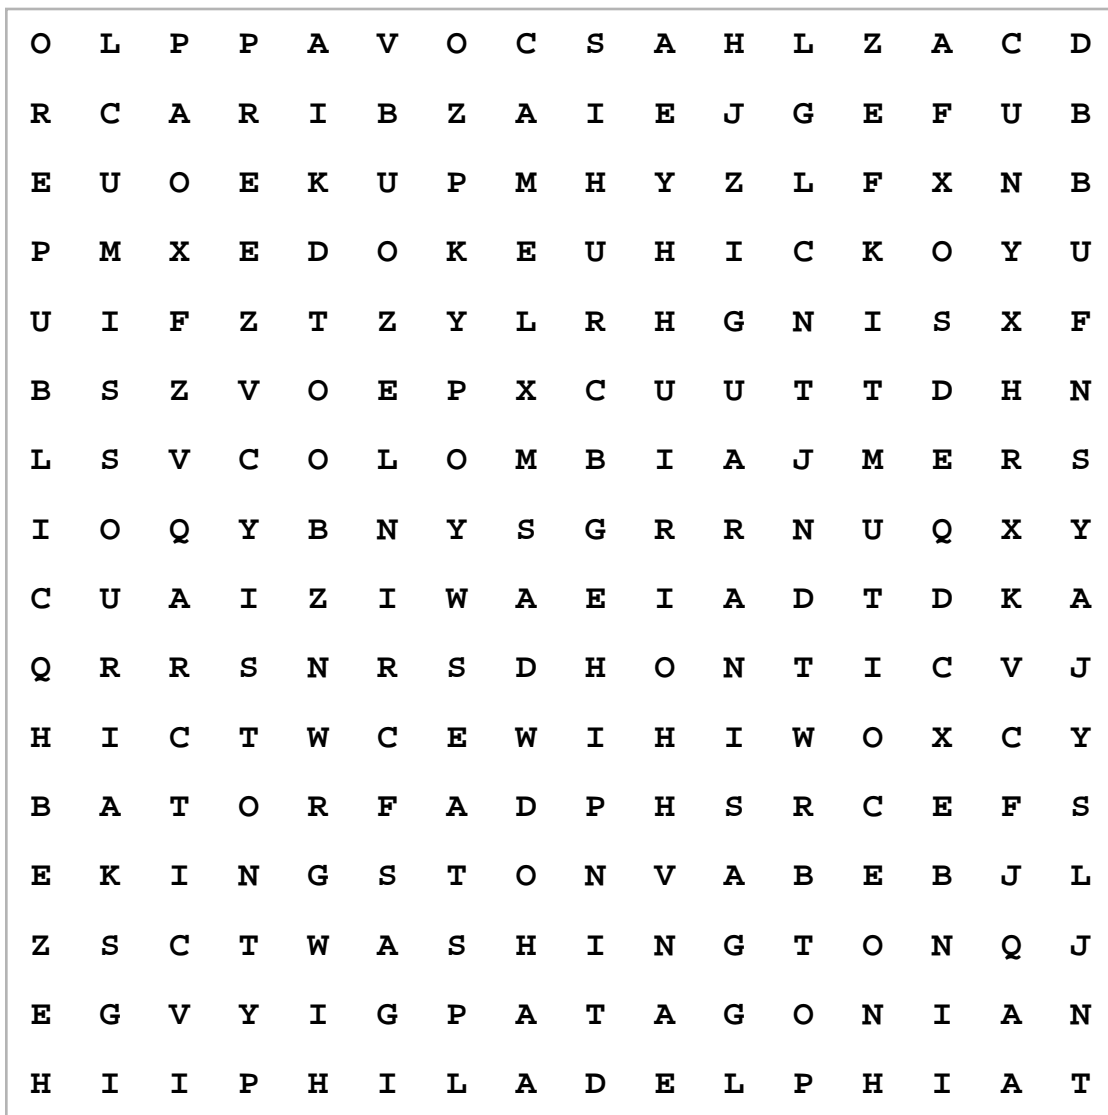 O L P P A V O C S A H L Z A C D
R C A R I B Z A I E J G E F U B
E U O E K U P M H Y Z L F X N B
P M X E D O K E U H I C K O Y U
U I F Z T Z Y L R H G N I S X F
B S Z V O E P X C U U T T D H N
L S V C O L O M B I A J M E R S
I O Q Y B N Y S G R R N U Q X Y
C U A I Z I W A E I A D T D K A
Q R R S N R S D H O N T I C V J
H I C T W C E W I H I W O X C Y
B A T O R F A D P H S R C E F S
E K I N G S T O N V A B E B J L
Z S C T W A S H I N G T O N Q J
E G V Y I G P A T A G O N I A N
H I I P H I L A D E L P H I A T